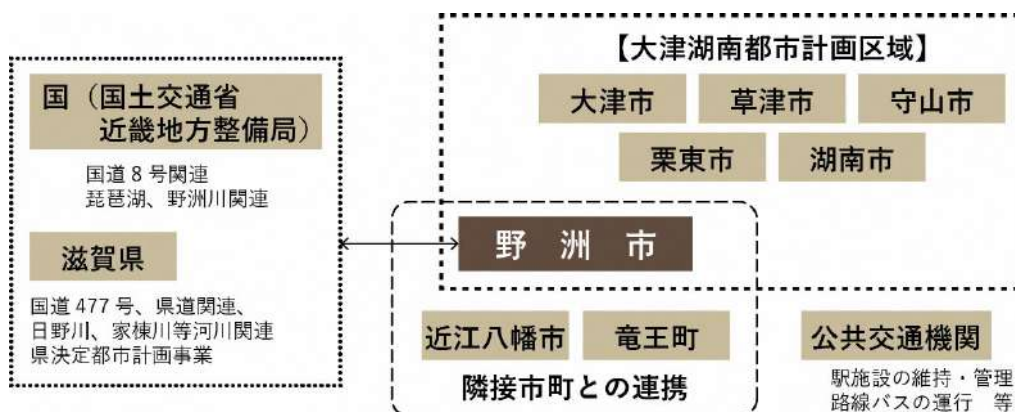 国（国土交通省
近畿地方整備局）
国道８号関連
琵琶湖、野洲川関連
滋賀県
国道 477 号、県道関連、
日野川、家棟川等河川関連
県決定都市計画事業
【大津湖南都市計画区域】
大津市 草津市 守山市
栗東市 湖南市
野 洲 市
近江八幡市 竜王町
隣接市町との連携
公共交通機関
駅施設の維持・管理
路線バスの運行　等